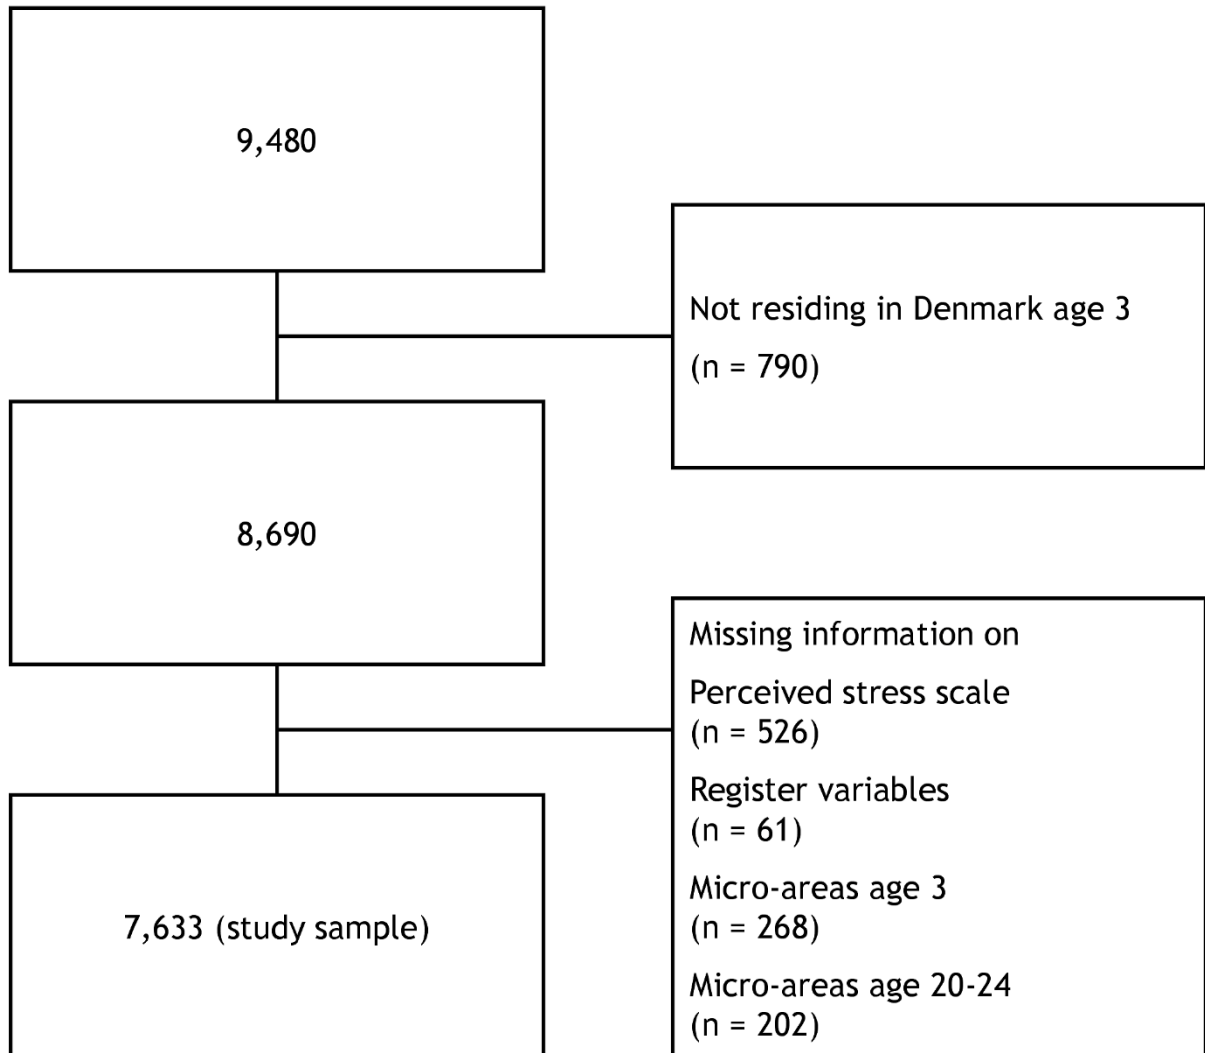 9,480
Not residing in Denmark age 3
(n = 790)
8,690
Missing information on
Perceived stress scale
(n = 526)
Register variables
(n = 61)
Micro-areas age 3
(n = 268)
Micro-areas age 20-24
(n = 202)
7,633 (study sample)